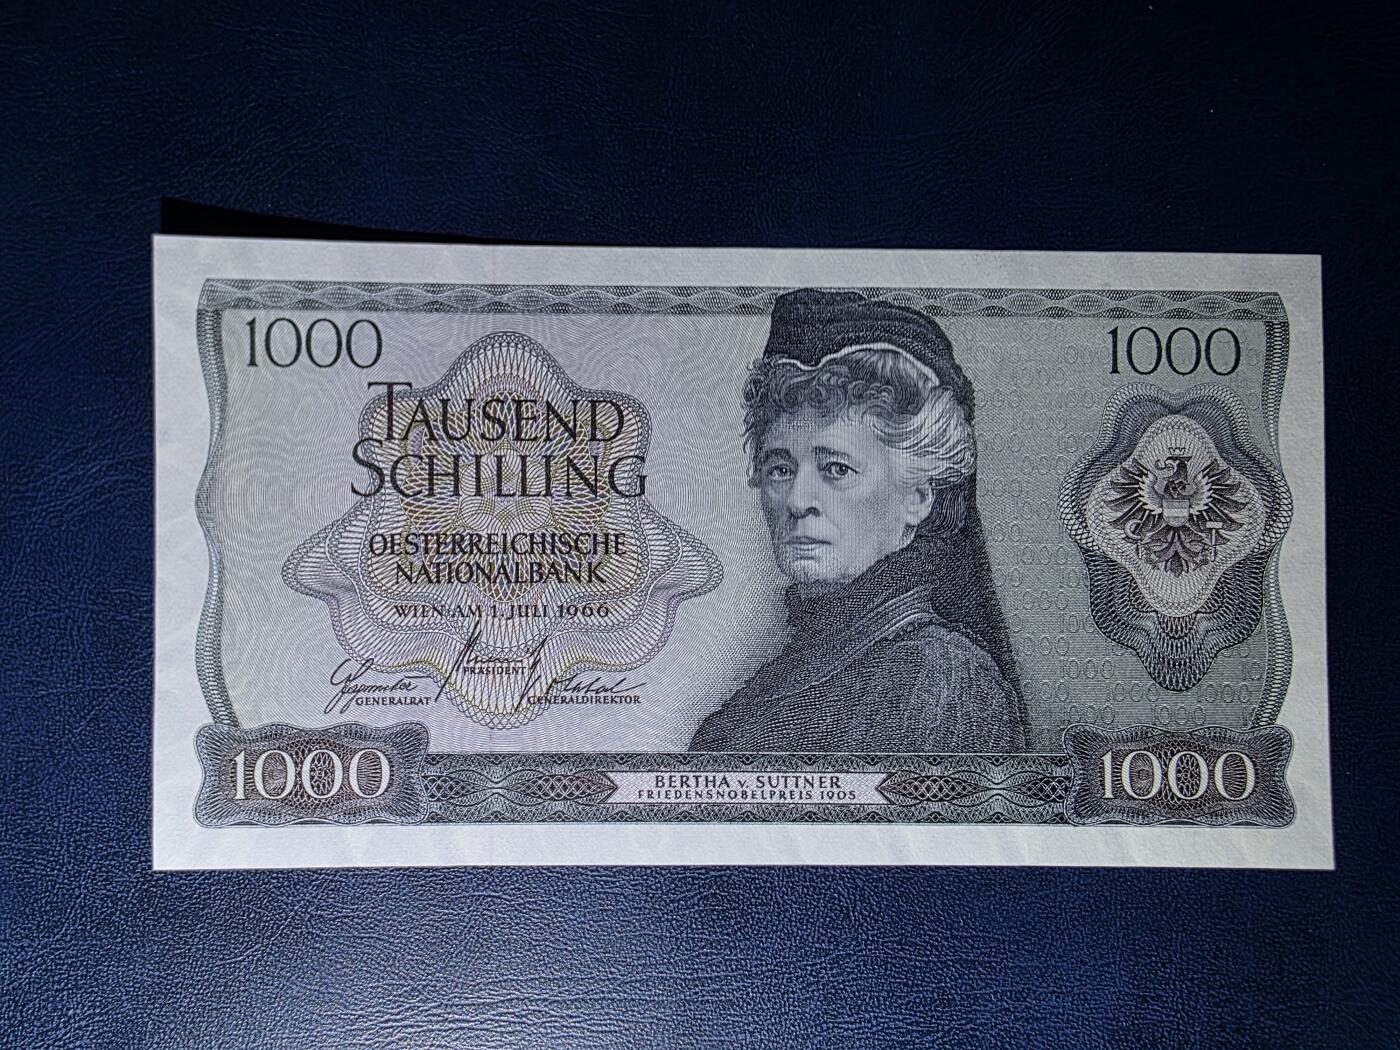 1000
1000
TAUSEND
SCHILLING
OESTERREICHISCHE
NATIONALBANK
WIEN, AM 1. JULI 1966
PRÄSIDENT
GENERALRAT
GENERALDIREKTOR
1000
BERTHA v. SUTTNER
FRIEDENSNOBELPREIS 1905
1000